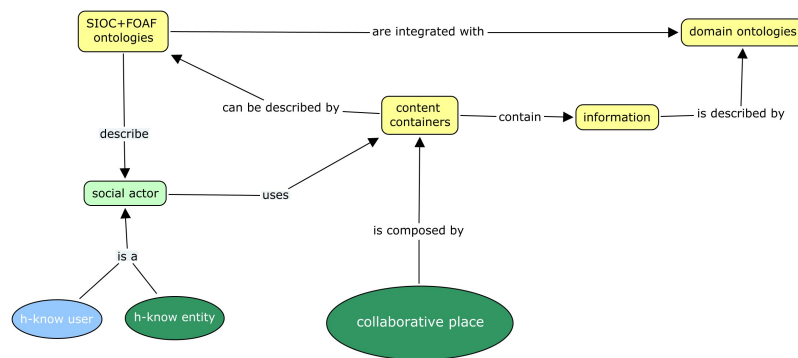 SIOC+FOAF
ontologies
are integrated with
domain ontologies
can be described by
content
containers
contain
information
is described by
describe
social actor
uses
is composed by
is a
h-know user
h-know entity
collaborative place